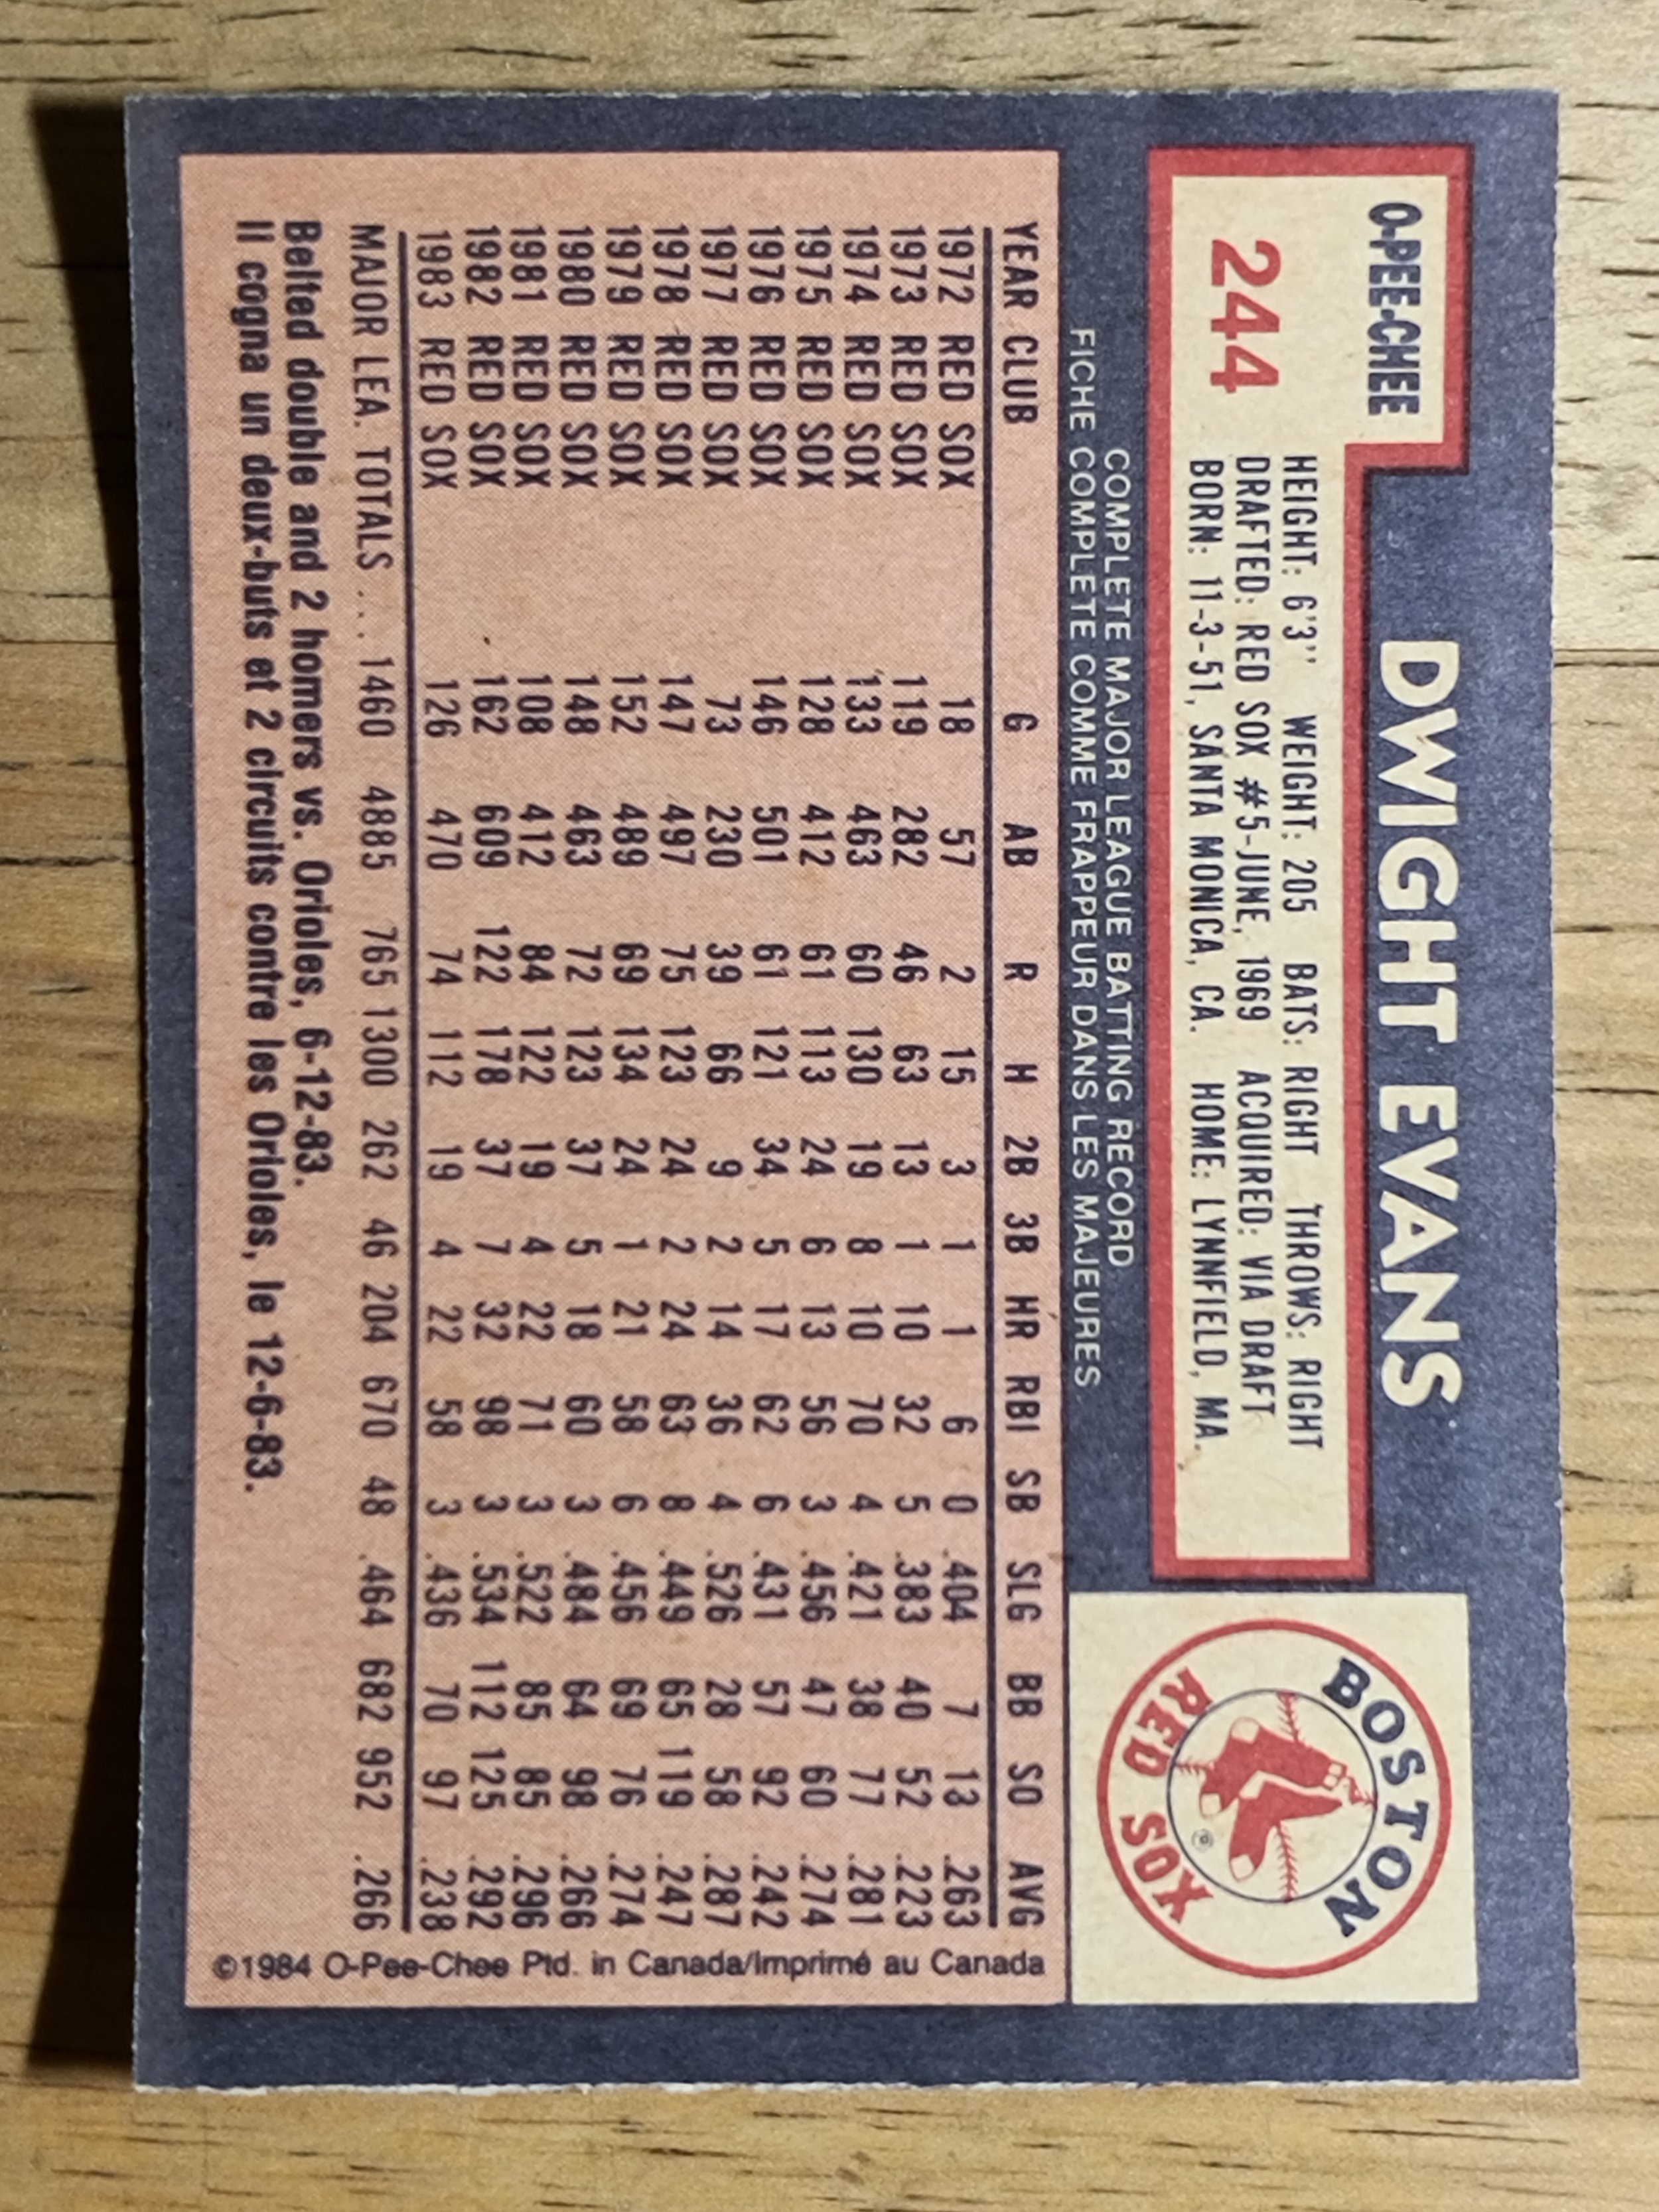 O-PEE-CHEE
DWIGHT EVANS
244
HEIGHT: 6'3" WEIGHT: 205 BATS: RIGHT THROWS: RIGHT
DRAFTED: RED SOX #5-JUNE, 1969 ACQUIRED: VIA DRAFT
BORN: 11-3-51, SANTA MONICA, CA. HOME: LYNNFIELD, MA.
BOSTON
RED SOX
®
COMPLETE MAJOR LEAGUE BATTING RECORD
FICHE COMPLETE COMME FRAPPEUR DANS LES MAJEURES
YEAR CLUB G AB R H 2B 3B HR RBI SB SLG BB SO AVG
1972 RED SOX 18 57 2 15 3 1 1 6 0 .404 7 13 .263
1973 RED SOX 119 282 46 63 13 1 10 32 5 .383 40 52 .223
1974 RED SOX 133 463 60 130 19 8 10 70 4 .421 38 77 .281
1975 RED SOX 128 412 61 113 24 6 13 56 3 .456 47 60 .274
1976 RED SOX 146 501 61 121 34 5 17 62 6 .431 57 92 .242
1977 RED SOX 73 230 39 66 9 2 14 36 4 .526 28 58 .287
1978 RED SOX 147 497 75 123 24 2 24 63 8 .449 65 119 .247
1979 RED SOX 152 489 69 134 24 1 21 58 6 .456 69 76 .274
1980 RED SOX 148 463 72 123 37 5 18 60 3 .484 64 98 .266
1981 RED SOX 108 412 84 122 19 4 22 71 3 .522 85 85 .296
1982 RED SOX 162 609 122 178 37 7 32 98 3 .534 112 125 .292
1983 RED SOX 126 470 74 112 19 4 22 58 3 .436 70 97 .238
MAJOR LEA. TOTALS ... 1460 4885 765 1300 262 46 204 670 48 .464 682 952 .266
Belted double and 2 homers vs. Orioles, 6-12-83.
Il cogna un deux-buts et 2 circuits contre les Orioles, le 12-6-83.
©1984 O-Pee-Chee Ptd. in Canada/Imprimé au Canada